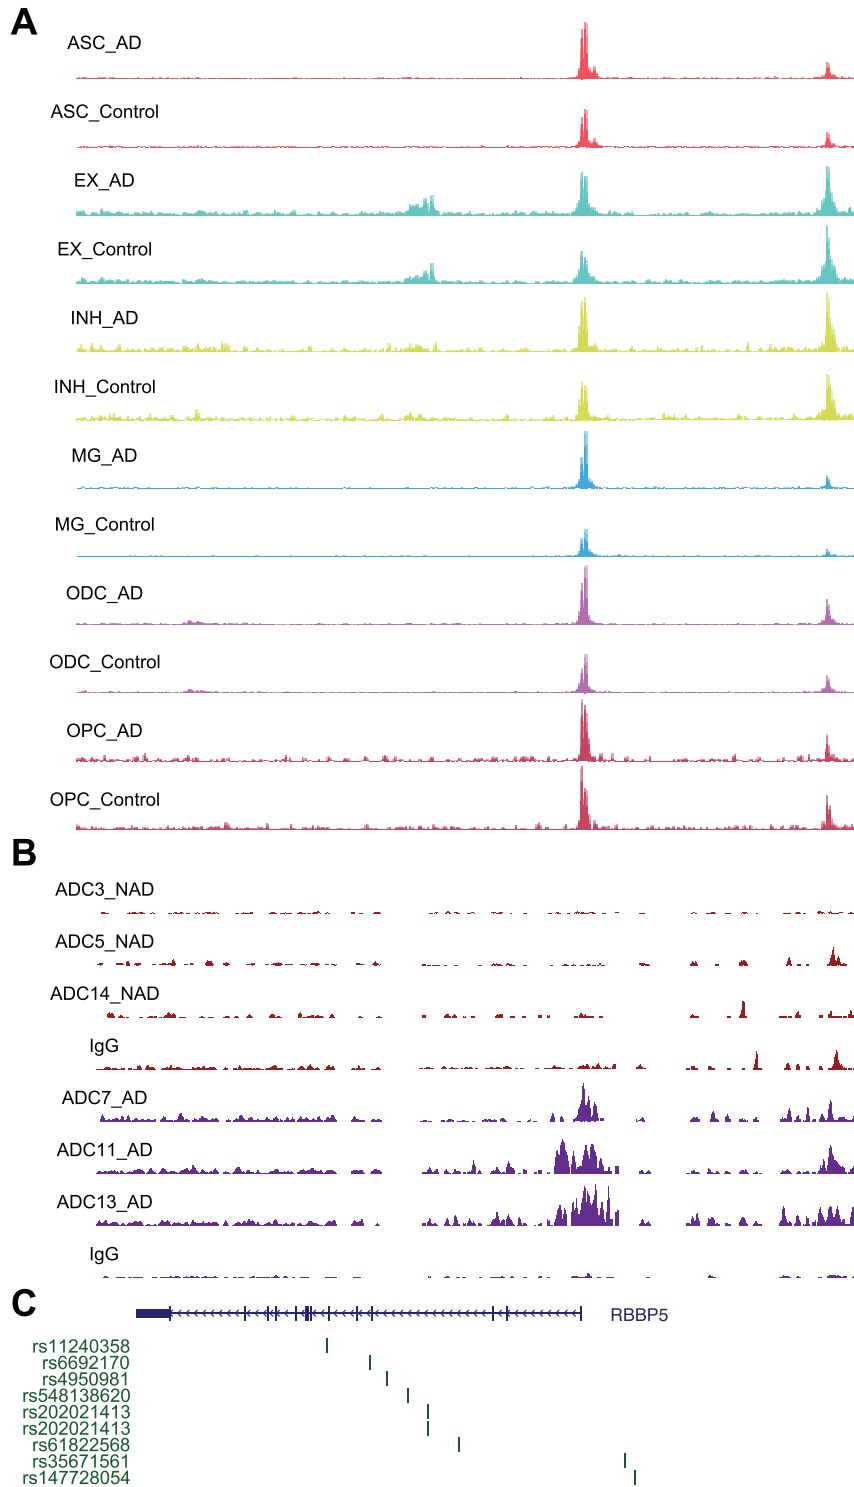 A
ASC_AD
ASC_Control
EX_AD
EX_Control
INH_AD
INH_Control
MG_AD
MG_Control
ODC_AD
ODC_Control
OPC_AD
OPC_Control
B
ADC3_NAD
ADC5_NAD
ADC14_NAD
IgG
ADC7_AD
ADC11_AD
ADC13_AD
IgG
C
RBBP5
rs11240358
rs6692170
rs4950981
rs548138620
rs202021413
rs202021413
rs61822568
rs35671561
rs147728054